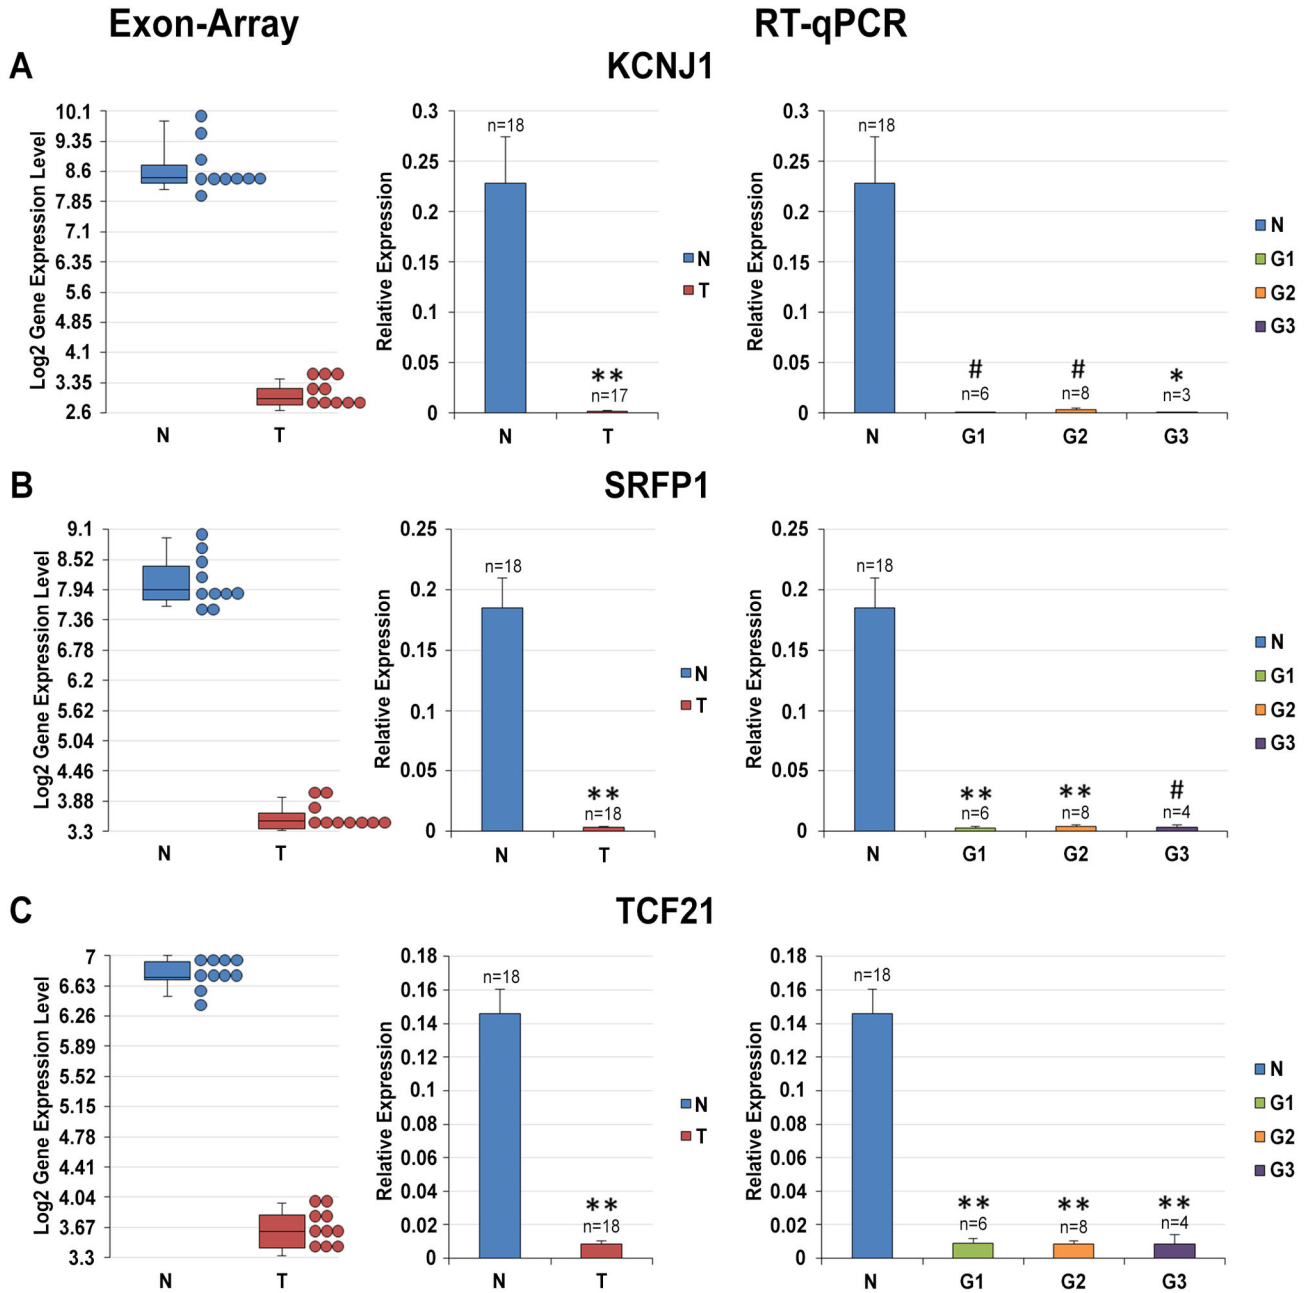 Exon-Array
RT-qPCR
A
KCNJ1
Log2 Gene Expression Level
10.1
9.35
8.6
7.85
7.1
6.35
5.6
4.85
4.1
3.35
2.6
N
T
Relative Expression
0.3
0.25
0.2
0.15
0.1
0.05
0
n=18
**
n=17
N
T
N
T
Relative Expression
0.3
0.25
0.2
0.15
0.1
0.05
0
n=18
#
n=6
#
n=8
*
n=3
N
G1
G2
G3
N
G1
G2
G3
B
SRFP1
Log2 Gene Expression Level
9.1
8.52
7.94
7.36
6.78
6.2
5.62
5.04
4.46
3.88
3.3
N
T
Relative Expression
0.25
0.2
0.15
0.1
0.05
0
n=18
**
n=18
N
T
N
T
Relative Expression
0.25
0.2
0.15
0.1
0.05
0
n=18
**
n=6
**
n=8
#
n=4
N
G1
G2
G3
N
G1
G2
G3
C
TCF21
Log2 Gene Expression Level
7
6.63
6.26
5.89
5.52
5.15
4.78
4.41
4.04
3.67
3.3
N
T
Relative Expression
0.18
0.16
0.14
0.12
0.1
0.08
0.06
0.04
0.02
0
n=18
**
n=18
N
T
N
T
Relative Expression
0.18
0.16
0.14
0.12
0.1
0.08
0.06
0.04
0.02
0
n=18
**
n=6
**
n=8
**
n=4
N
G1
G2
G3
N
G1
G2
G3